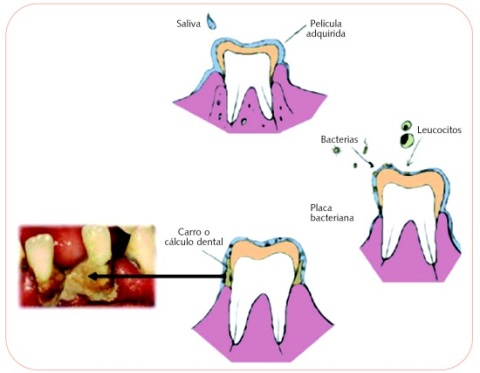 Saliva
Película
adquirida
Bacterias
Leucocitos
Placa
bacteriana
Carro o
cálculo dental